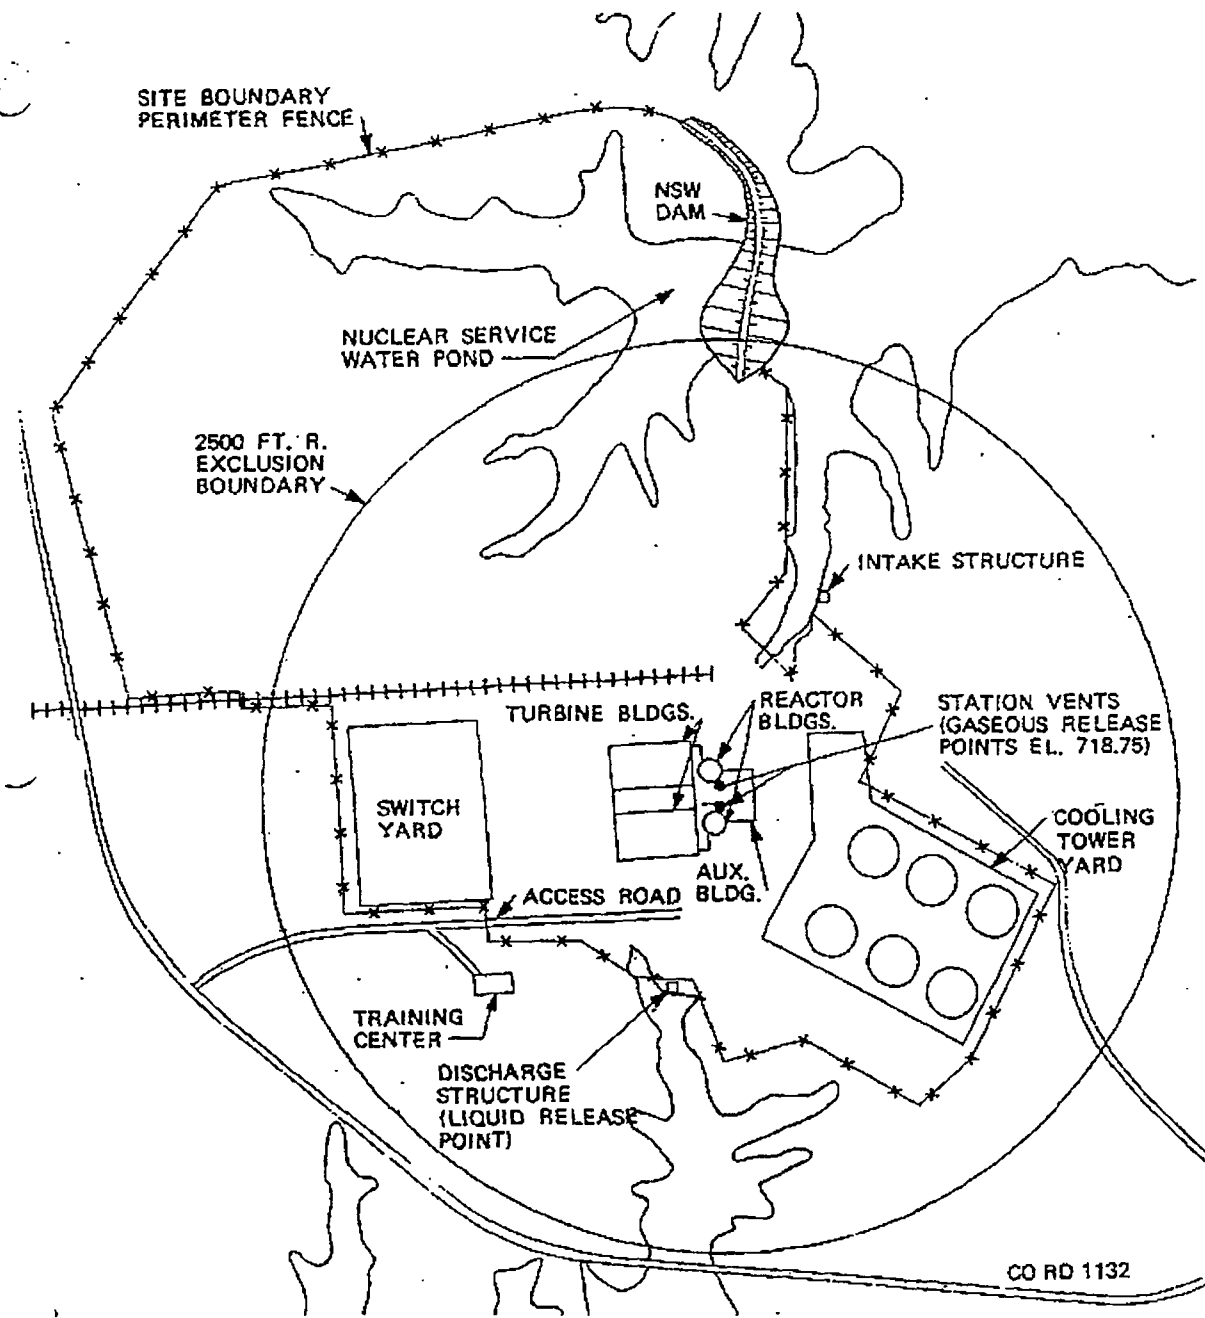 SITE BOUNDARY
PERIMETER FENCE
NSW
DAM
NUCLEAR SERVICE
WATER POND
2500 FT. R.
EXCLUSION
BOUNDARY
INTAKE STRUCTURE
REACTOR
BLDGS.
TURBINE BLDGS.
STATION VENTS
(GASEOUS RELEASE
POINTS EL. 718.75)
SWITCH
YARD
COOLING
TOWER
YARD
AUX.
BLDG.
ACCESS ROAD
TRAINING
CENTER
DISCHARGE
STRUCTURE
(LIQUID RELEASE
POINT)
CO RD 1132